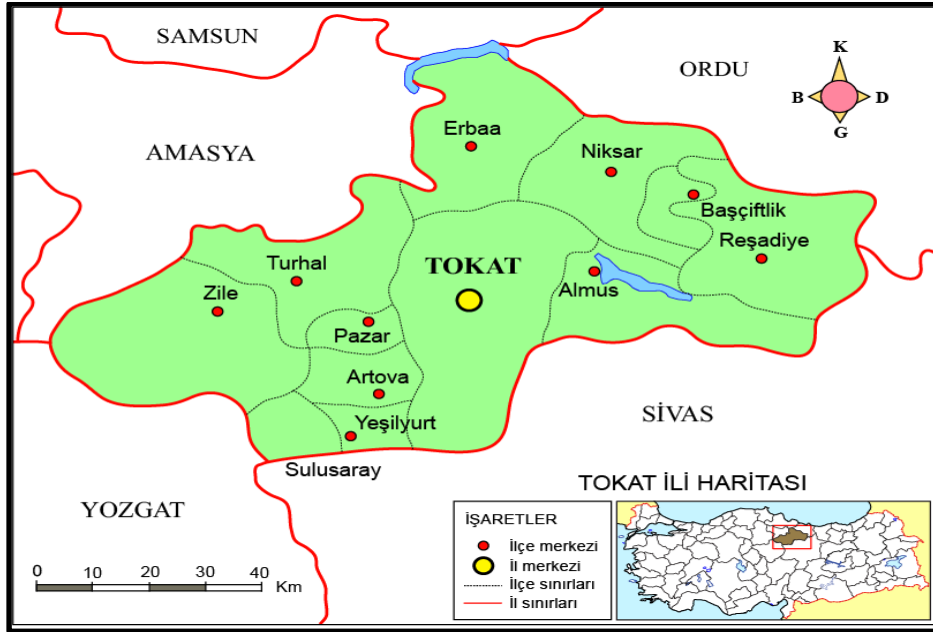 SAMSUN
ORDU
K
B D
G
AMASYA
Erbaa
Niksar
Başçiftlik
Reşadiye
Turhal
TOKAT
Zile
Almus
Pazar
Artova
Yeşilyurt
SİVAS
Sulusaray
YOZGAT
TOKAT İLİ HARİTASI
İŞARETLER
İlçe merkezi
İl merkezi
İlçe sınırları
İl sınırları
0 10 20 30 40 Km